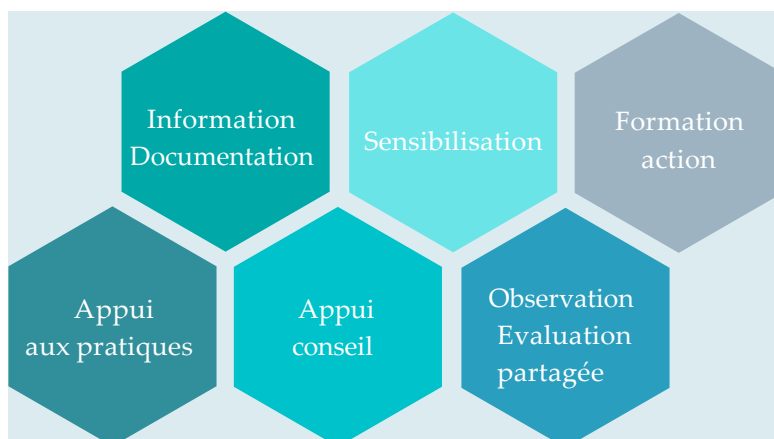 Information
Documentation
Sensibilisation
Formation
action
Appui
aux pratiques
Appui
conseil
Observation
Evaluation
partagée